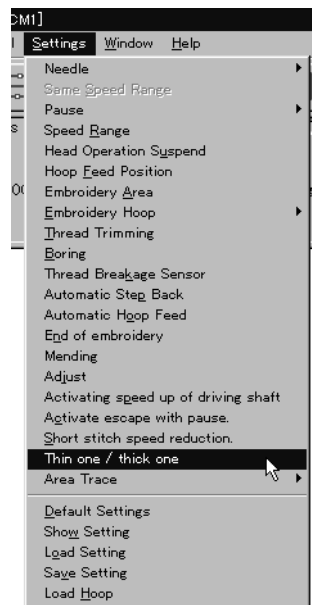 CM1]
Settings Window Help
Needle
Same Speed Range
Pause
Speed Range
Head Operation Suspend
Hoop Feed Position
Embroidery Area
Embroidery Hoop
Thread Trimming
Boring
Thread Breakage Sensor
Automatic Step Back
Automatic Hoop Feed
End of embroidery
Mending
Adjust
Activating speed up of driving shaft
Activate escape with pause.
Short stitch speed reduction.
Thin one / thick one
Area Trace
Default Settings
Show Setting
Load Setting
Save Setting
Load Hoop